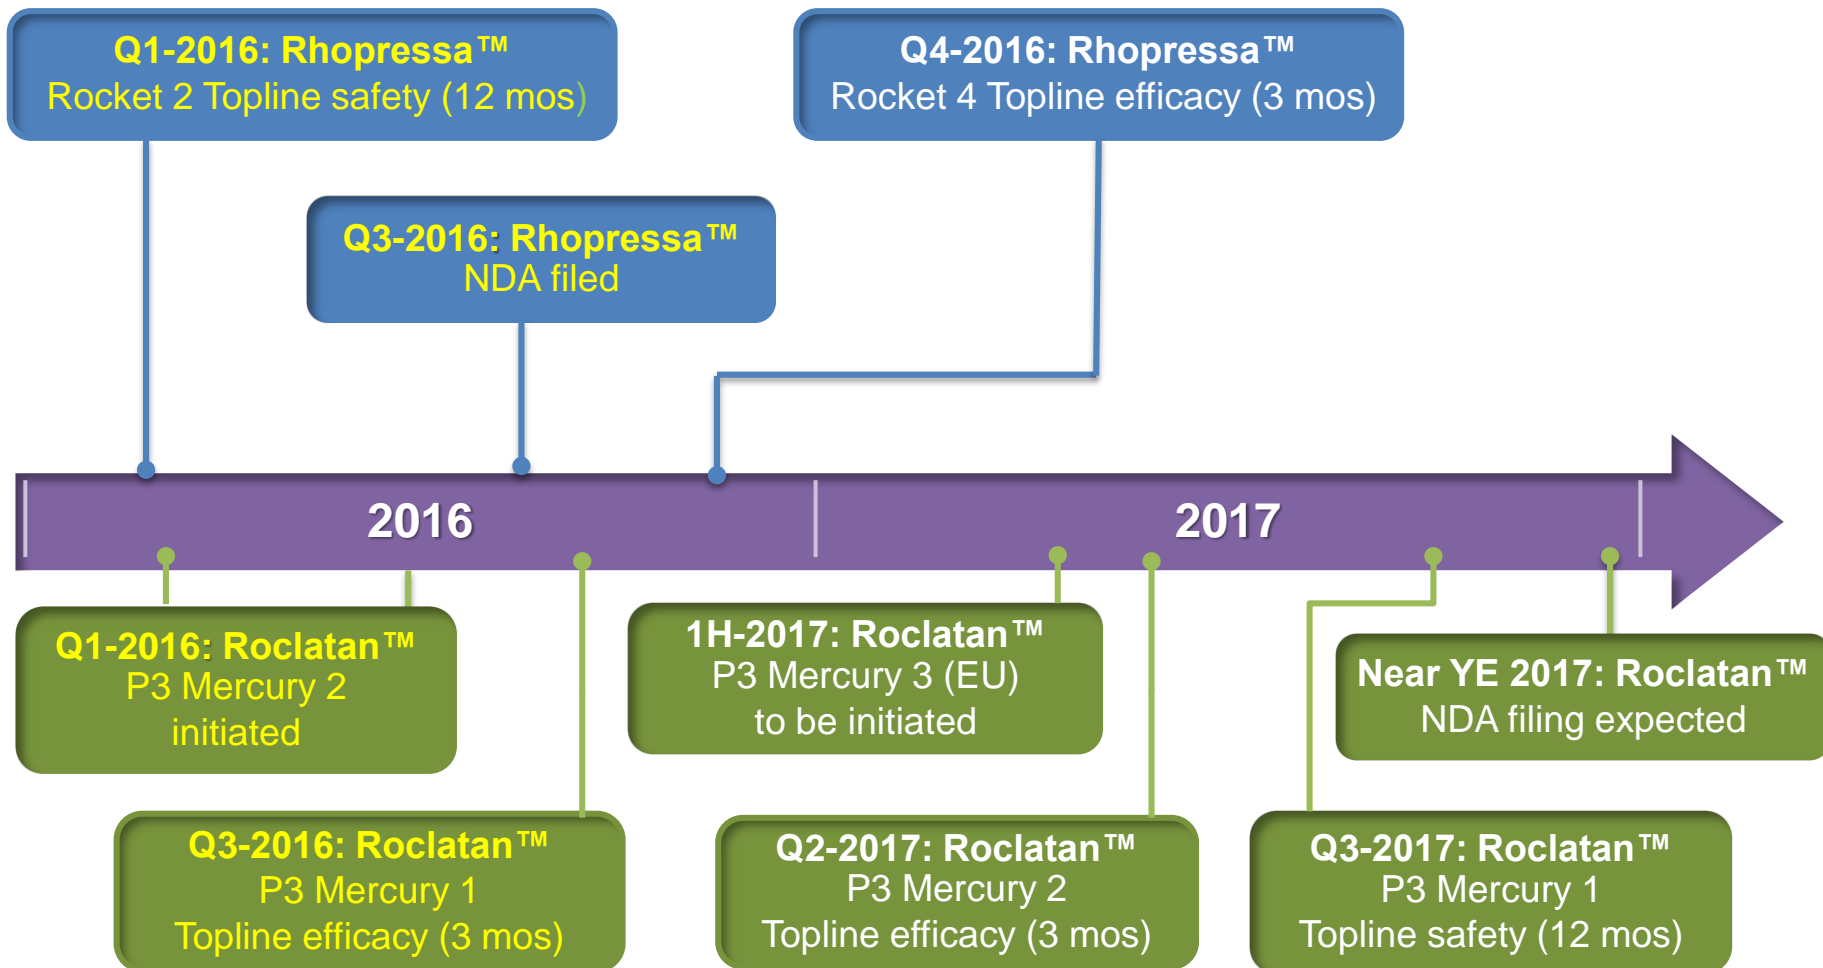 Q1-2016: Rhopressa™
Rocket 2 Topline safety (12 mos)
Q4-2016: Rhopressa™
Rocket 4 Topline efficacy (3 mos)
Q3-2016: Rhopressa™
NDA filed
2016
2017
Q1-2016: Roclatan™
P3 Mercury 2
initiated
1H-2017: Roclatan™
P3 Mercury 3 (EU)
to be initiated
Near YE 2017: Roclatan™
NDA filing expected
Q3-2016: Roclatan™
P3 Mercury 1
Topline efficacy (3 mos)
Q2-2017: Roclatan™
P3 Mercury 2
Topline efficacy (3 mos)
Q3-2017: Roclatan™
P3 Mercury 1
Topline safety (12 mos)